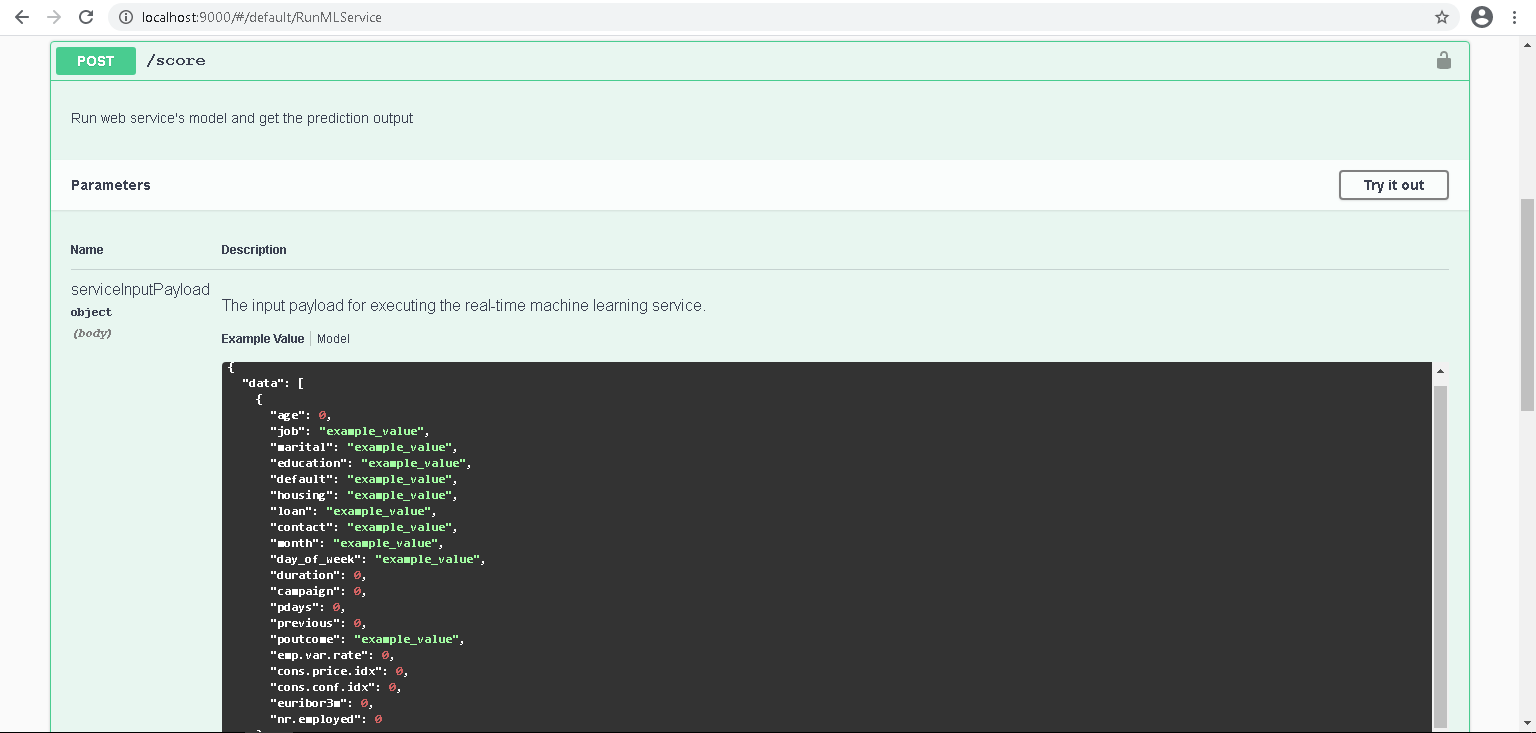 localhost:9000/#/default/RunMLService
POST /score
Run web service's model and get the prediction output
Parameters
Try it out
Name Description
serviceInputPayload
object
(body)
The input payload for executing the real-time machine learning service.
Example Value Model
{
"data": [
{
"age": 0,
"job": "example_value",
"marital": "example_value",
"education": "example_value",
"default": "example_value",
"housing": "example_value",
"loan": "example_value",
"contact": "example_value",
"month": "example_value",
"day_of_week": "example_value",
"duration": 0,
"campaign": 0,
"pdays": 0,
"previous": 0,
"poutcome": "example_value",
"emp.var.rate": 0,
"cons.price.idx": 0,
"cons.conf.idx": 0,
"euribor3m": 0,
"nr.employed": 0